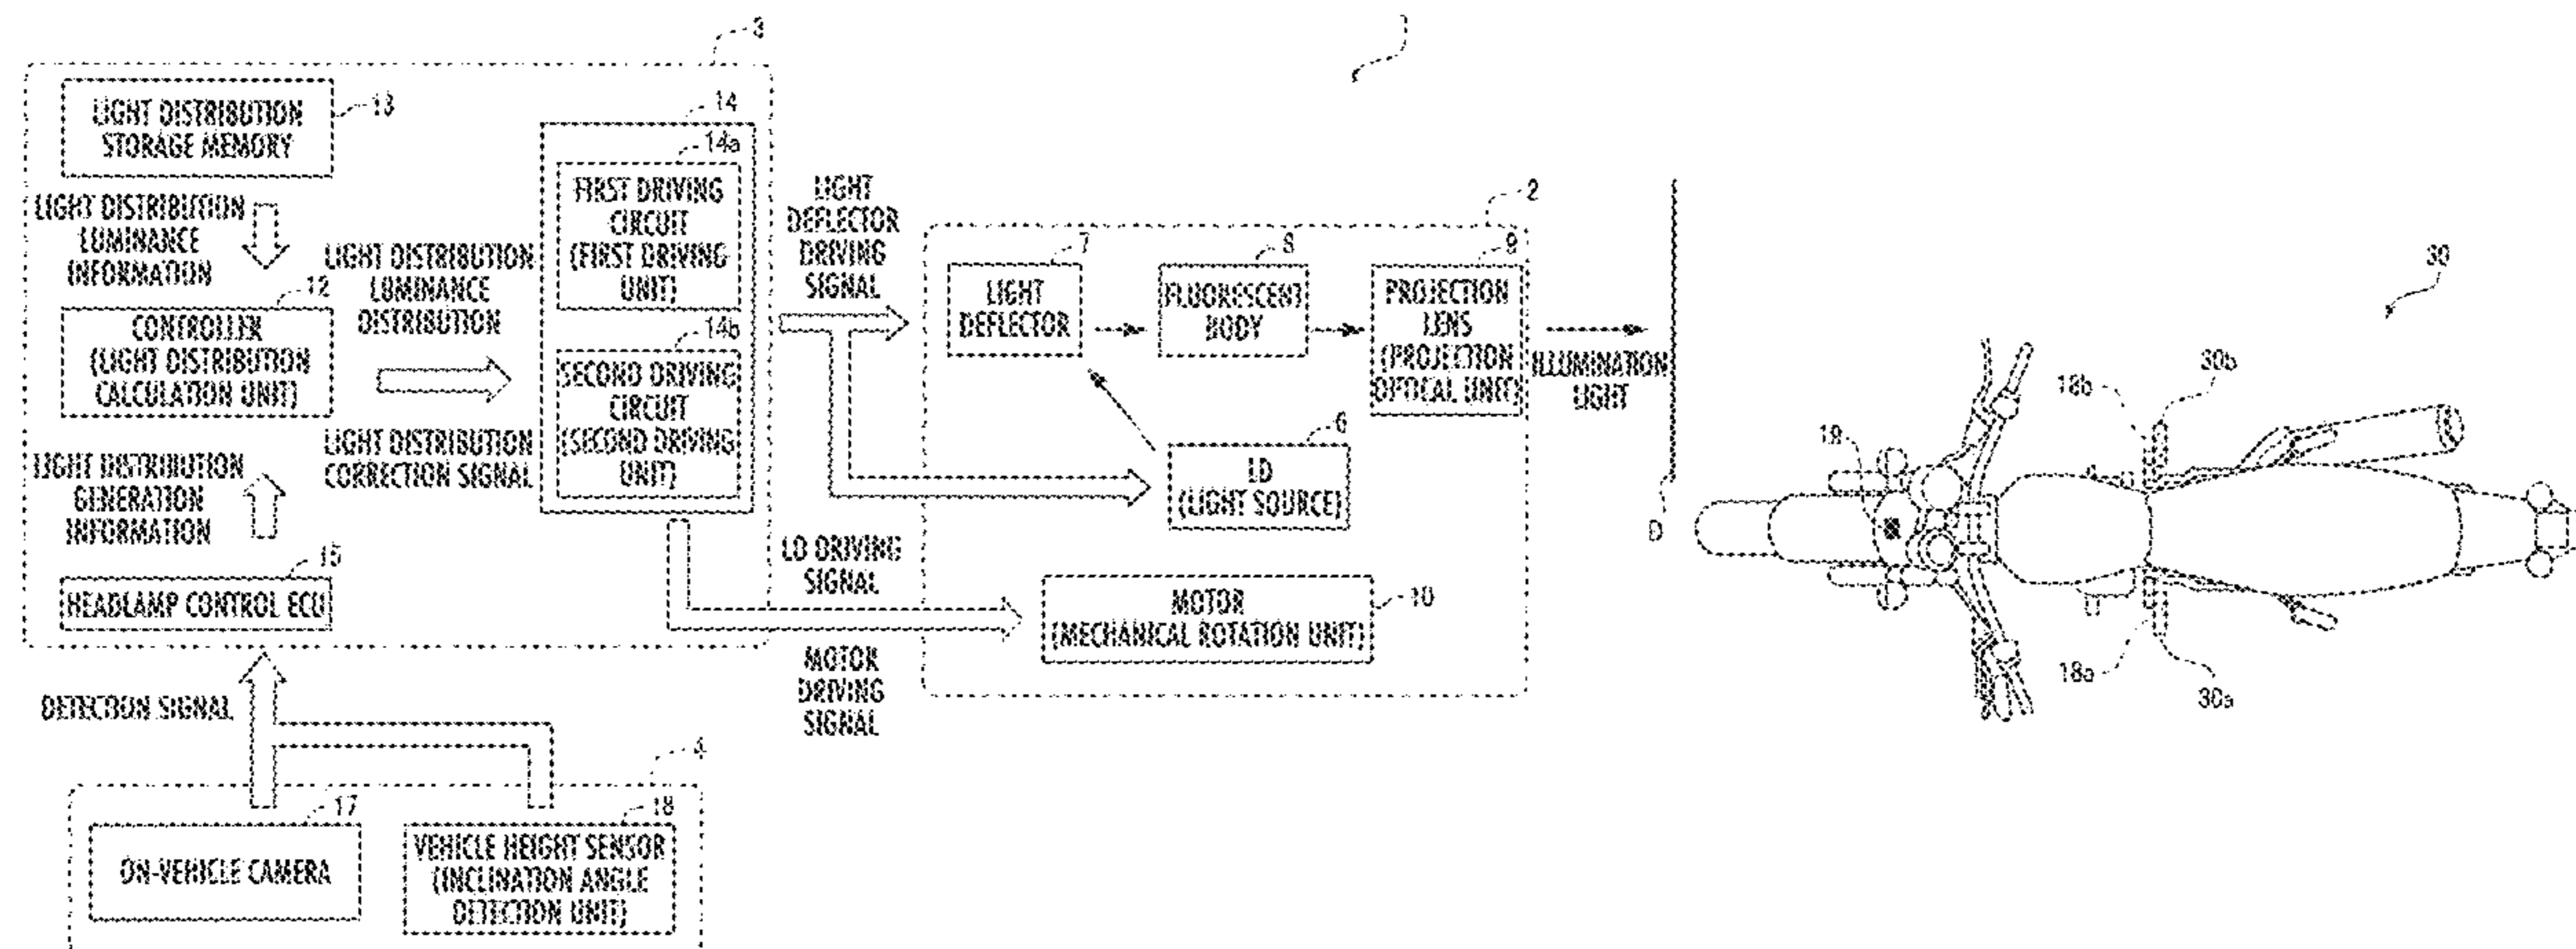 3
LIGHT DISTRIBUTION
STORAGE MEMORY
13
LIGHT DISTRIBUTION
LUMINANCE
INFORMATION
12
CONTROLLER
(LIGHT DISTRIBUTION
CALCULATION UNIT)
LIGHT DISTRIBUTION
GENERATION
INFORMATION
15
HEADLAMP CONTROL ECU
LIGHT DISTRIBUTION
LUMINANCE
DISTRIBUTION
LIGHT DISTRIBUTION
CORRECTION SIGNAL
14
14a
FIRST DRIVING
CIRCUIT
(FIRST DRIVING
UNIT)
14b
SECOND DRIVING
CIRCUIT
(SECOND DRIVING
UNIT)
LIGHT
DEFLECTOR
DRIVING
SIGNAL
LD DRIVING
SIGNAL
MOTOR
DRIVING
SIGNAL
2
7
LIGHT
DEFLECTOR
8
FLUORESCENT
BODY
9
PROJECTION
LENS
(PROJECTION
OPTICAL UNIT)
6
LD
(LIGHT SOURCE)
MOTOR
(MECHANICAL ROTATION UNIT)
10
ILLUMINATION
LIGHT
D
DETECTION SIGNAL
4
17
ON-VEHICLE CAMERA
18
VEHICLE HEIGHT SENSOR
(INCLINATION ANGLE
DETECTION UNIT)
30
30b
18b
18
18a
30a